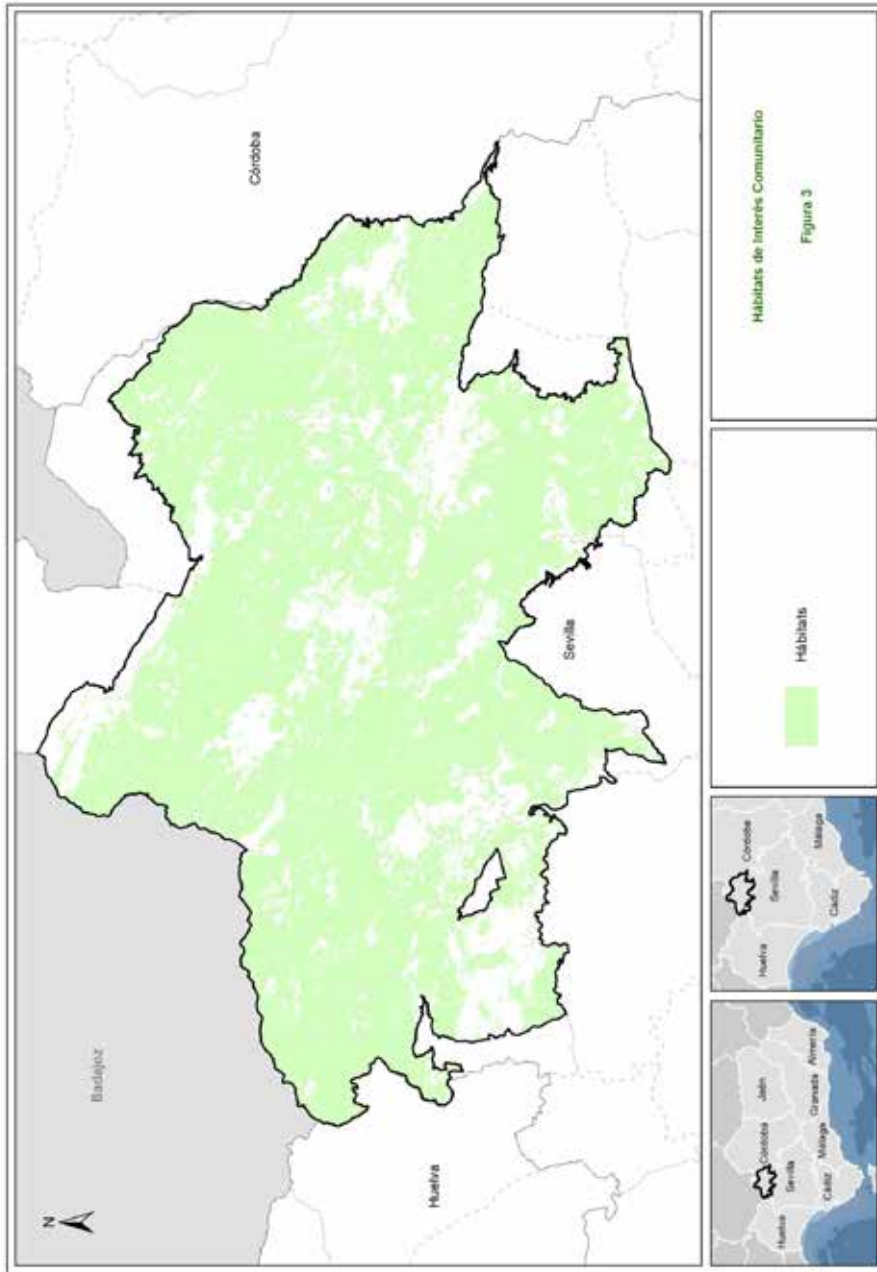 N
Badajoz
Córdoba
Huelva
Sevilla
Huelva
Córdoba
Jaén
Sevilla
Cádiz
Málaga
Granada
Almería
Huelva
Córdoba
Sevilla
Cádiz
Málaga
Hábitats
Hábitats de Interés Comunitario
Figura 3